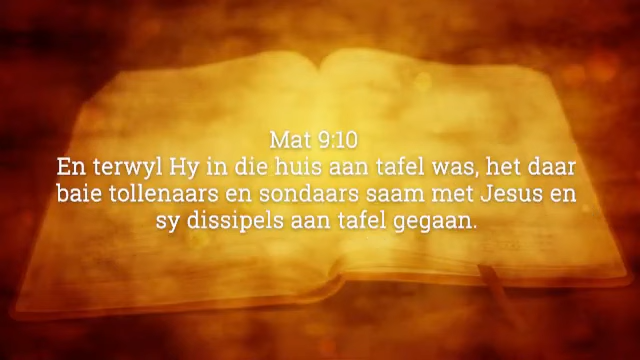 Mat 9:10
En terwyl Hy in die huis aan tafel was, het daar
baie tollenaars en sondaars saam met Jesus en
sy dissipels aan tafel gegaan.